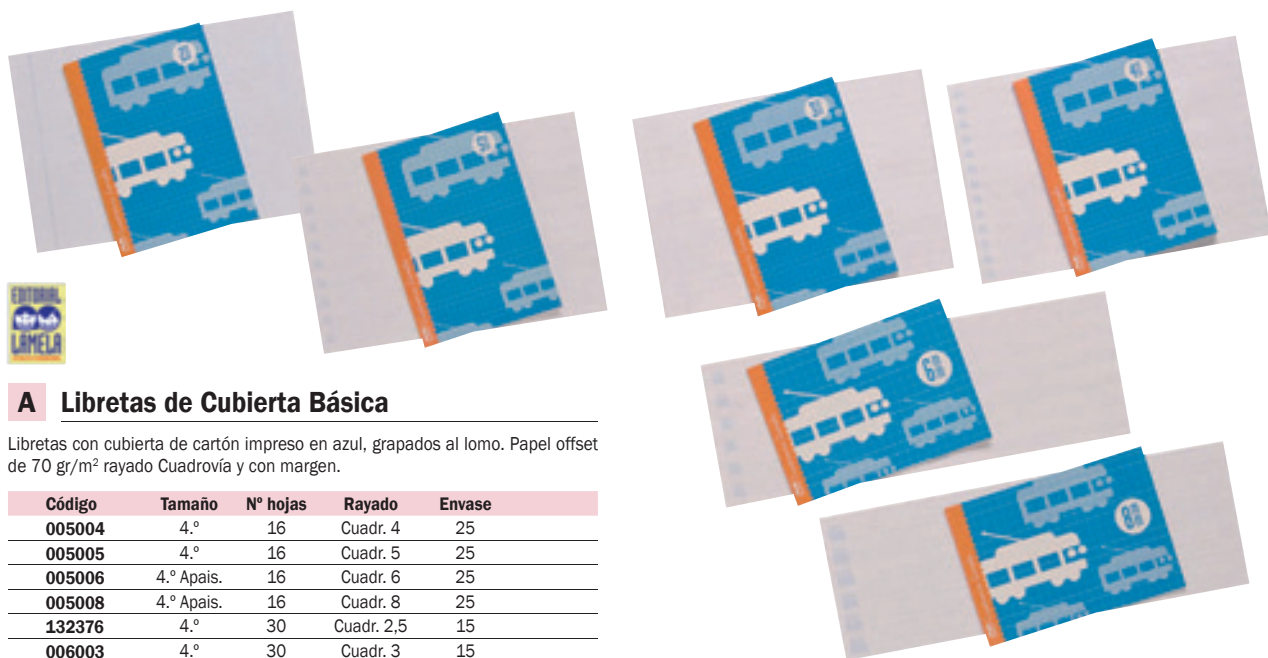 EDITORIAL
LAMELA
A Libretas de Cubierta Básica
Libretas con cubierta de cartón impreso en azul, grapados al lomo. Papel offset
de 70 gr/m² rayado Cuadrovía y con margen.
Código Tamaño Nº hojas Rayado Envase
005004 4.º 16 Cuadr. 4 25
005005 4.º 16 Cuadr. 5 25
005006 4.º Apais. 16 Cuadr. 6 25
005008 4.º Apais. 16 Cuadr. 8 25
132376 4.º 30 Cuadr. 2,5 15
006003 4.º 30 Cuadr. 3 15
6
8